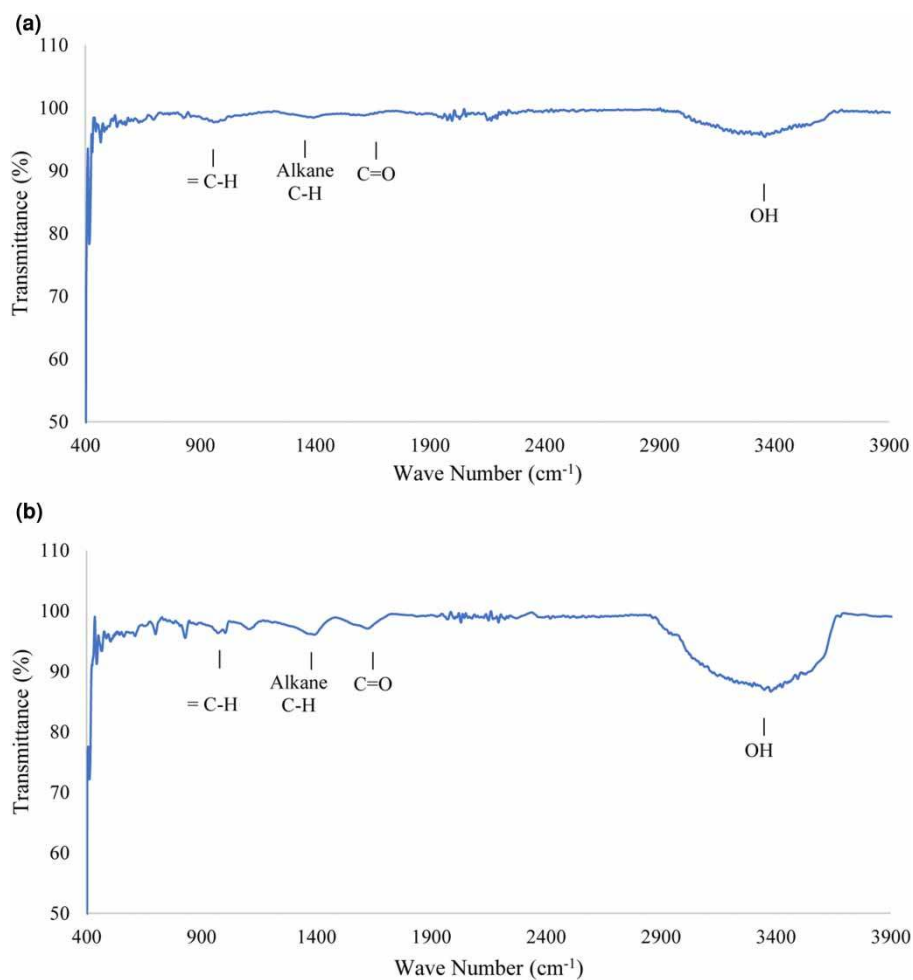 (a)
110
100
90
80
70
60
50
Transmittance (%)
= C-H
Alkane
C-H
C=O
OH
400 900 1400 1900 2400 2900 3400 3900
Wave Number (cm-1)
(b)
110
100
90
80
70
60
50
Transmittance (%)
= C-H
Alkane
C-H
C=O
OH
400 900 1400 1900 2400 2900 3400 3900
Wave Number (cm-1)